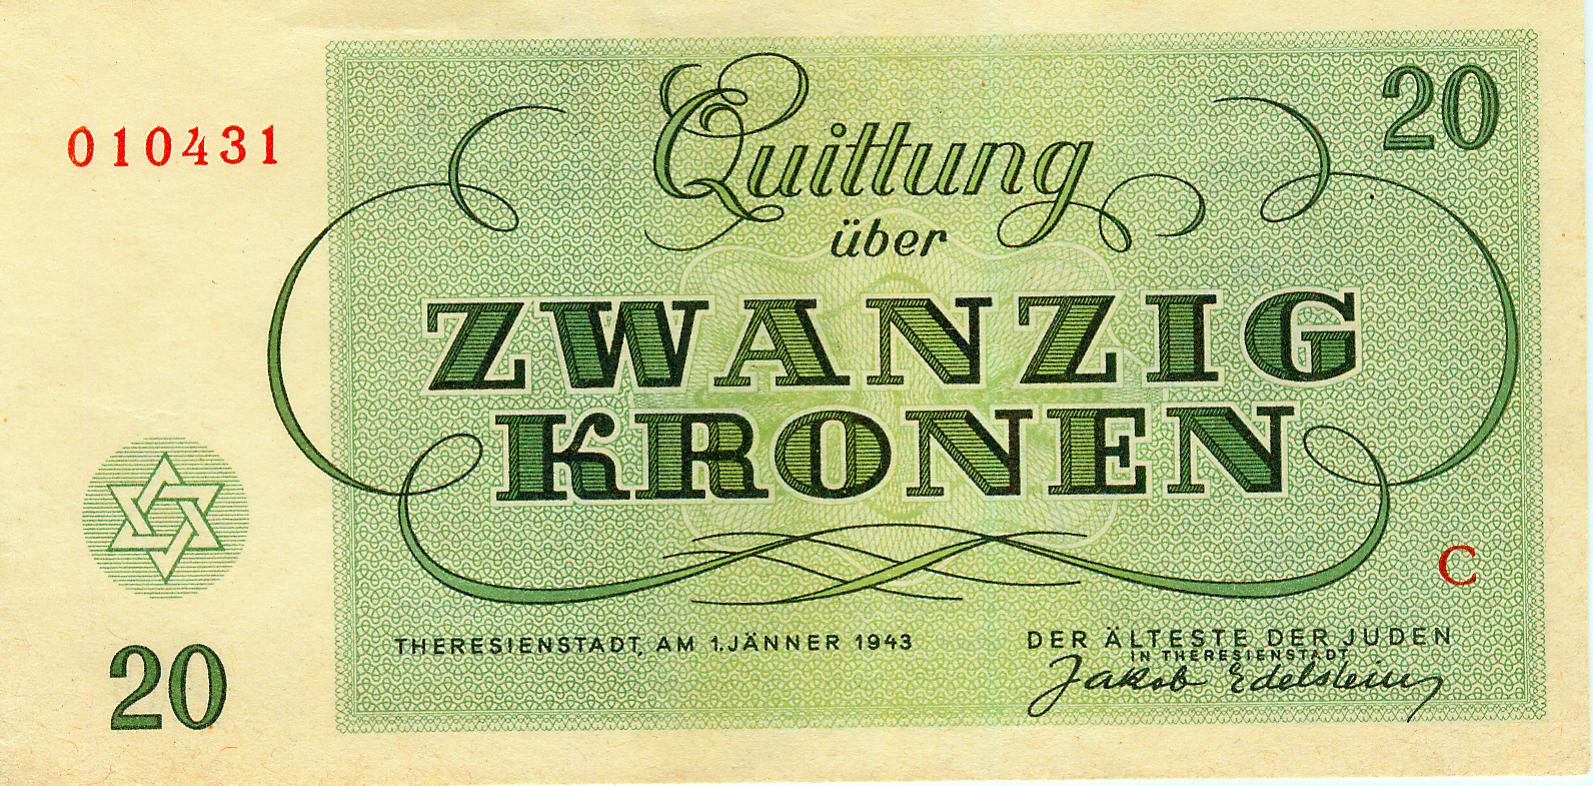 010431
20
Quittung
über
ZWANZIG
KRONEN
C
THERESIENSTADT, AM 1. JÄNNER 1943
DER ÄLTESTE DER JUDEN
IN THERESIENSTADT
Jakob Edelstein
20